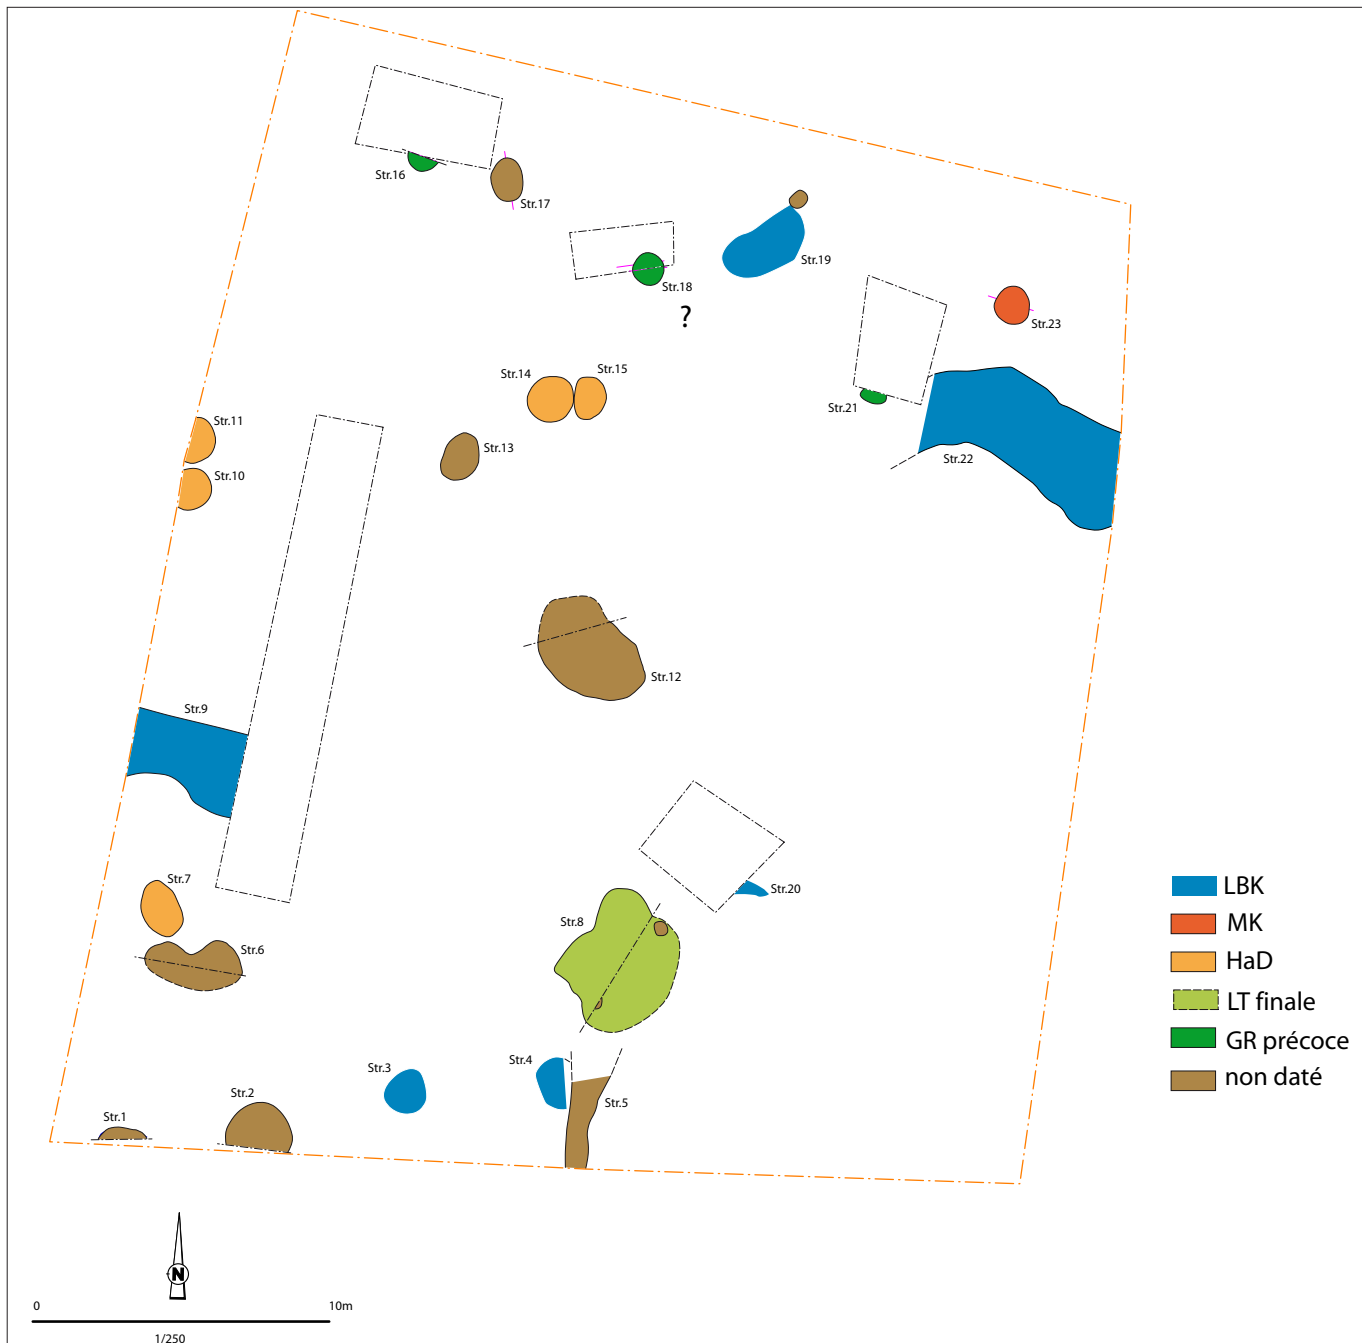 Str.16
Str.17
Str.18
Str.19
?
Str.23
Str.14
Str.15
Str.21
Str.11
Str.13
Str.22
Str.10
Str.12
Str.9
Str.7
Str.20
Str.8
Str.6
LBK
MK
HaD
LT finale
GR précoce
non daté
Str.3
Str.4
Str.2
Str.5
Str.1
N
0 10m
1/250